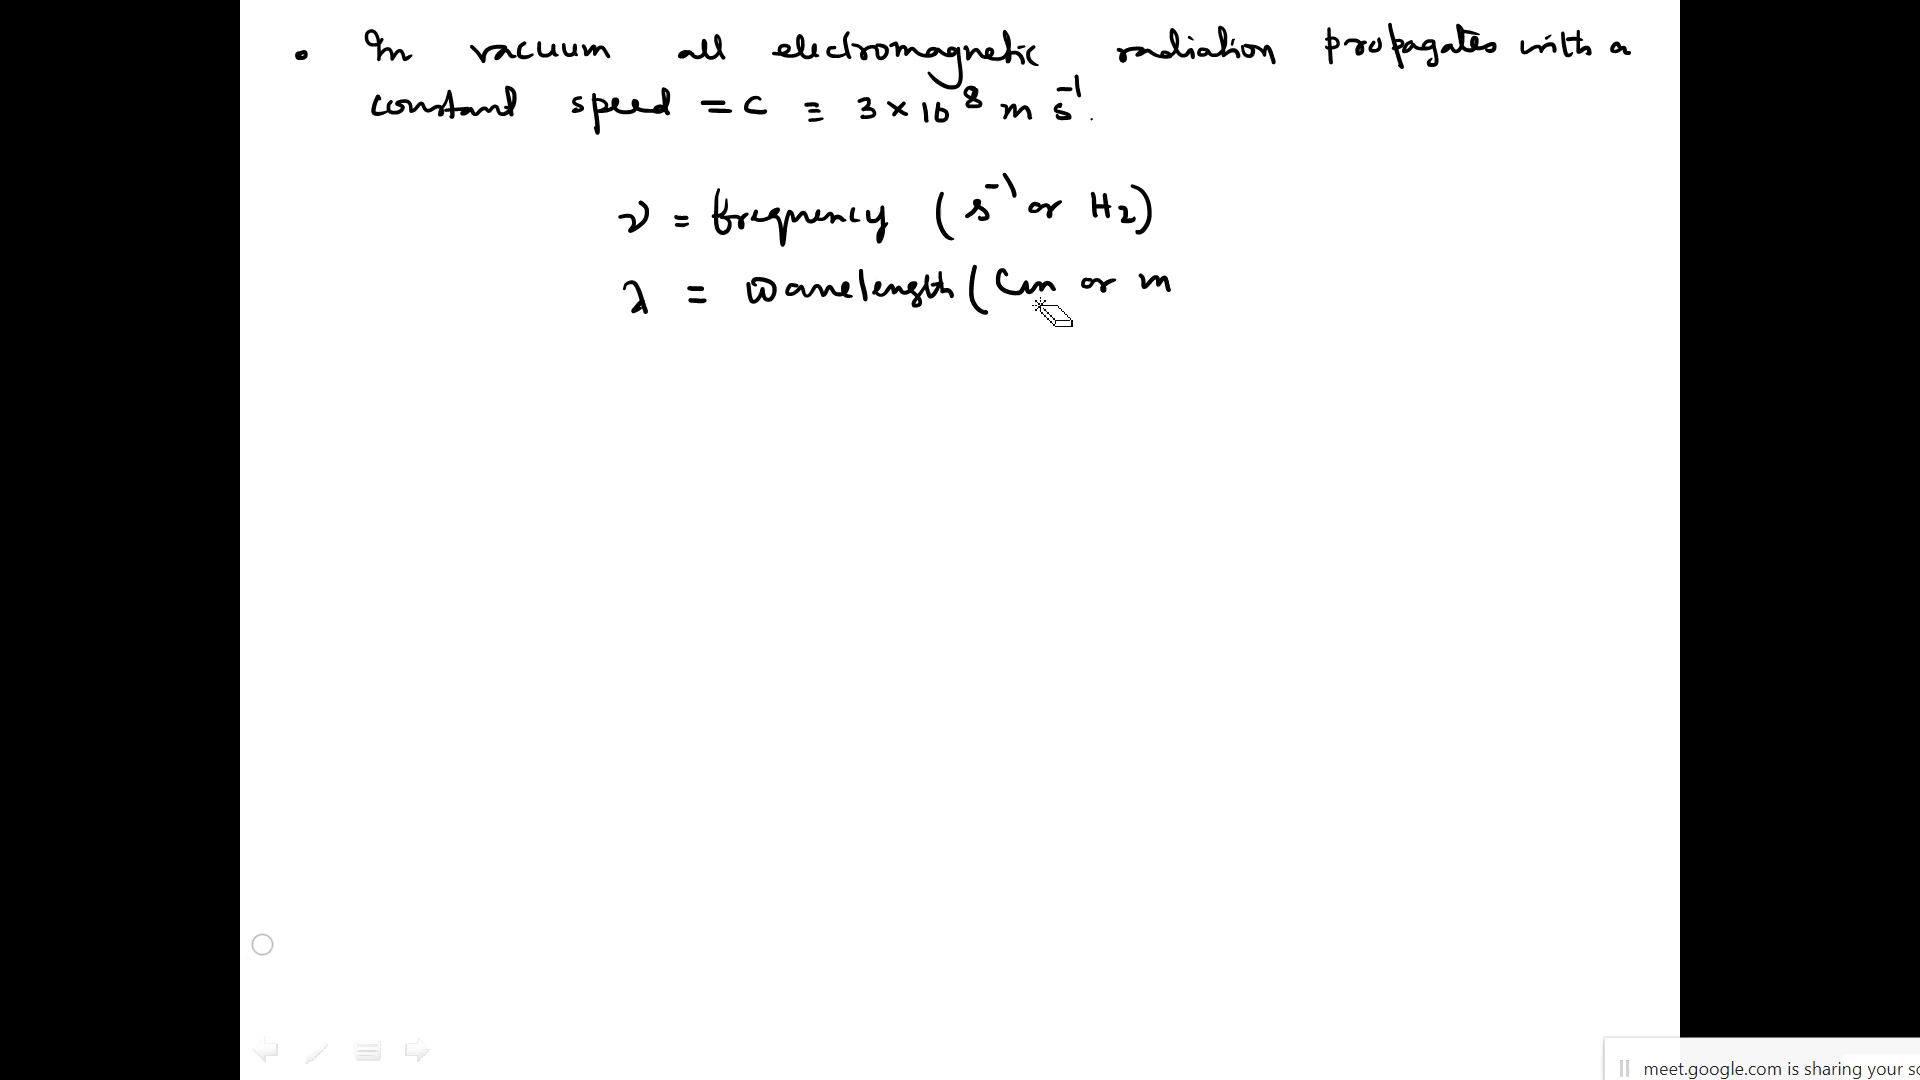 • In vacuum all electromagnetic radiation propagates with a
constant speed = c ≡ 3 × 10⁸ m s⁻¹.
ν = frequency (s⁻¹ or Hz)
λ = wavelength (Cm or m
meet.google.com is sharing your sc